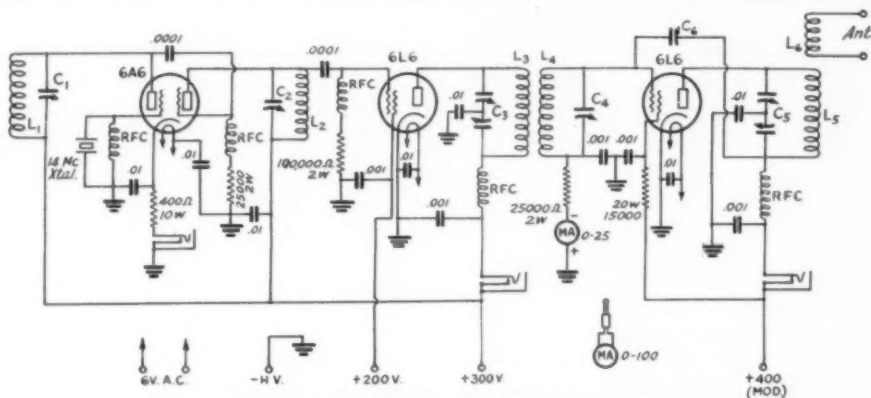 .0001
6A6
C1
L1
14 Mc
Xtal.
RFC
.01
400Ω
10W
.01
RFC
25000
2W
.01
C2
L2
.0001
RFC
100,000Ω
2W
.001
6L6
.01
.01
C3
L3
RFC
.001
L4
C4
.001
.001
25000Ω
2W
MA
0-25
-
+
20W
15000
C6
6L6
.01
.01
C5
L5
RFC
.001
L6
Ant.
MA
0-100
6V. A.C.
-H V.
+200 V.
+300V.
+400
(MOD.)